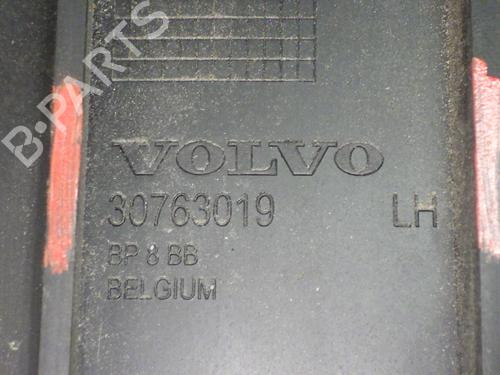 B-PARTS
VOLVO
30763019 LH
BP 8 BB
BELGIUM